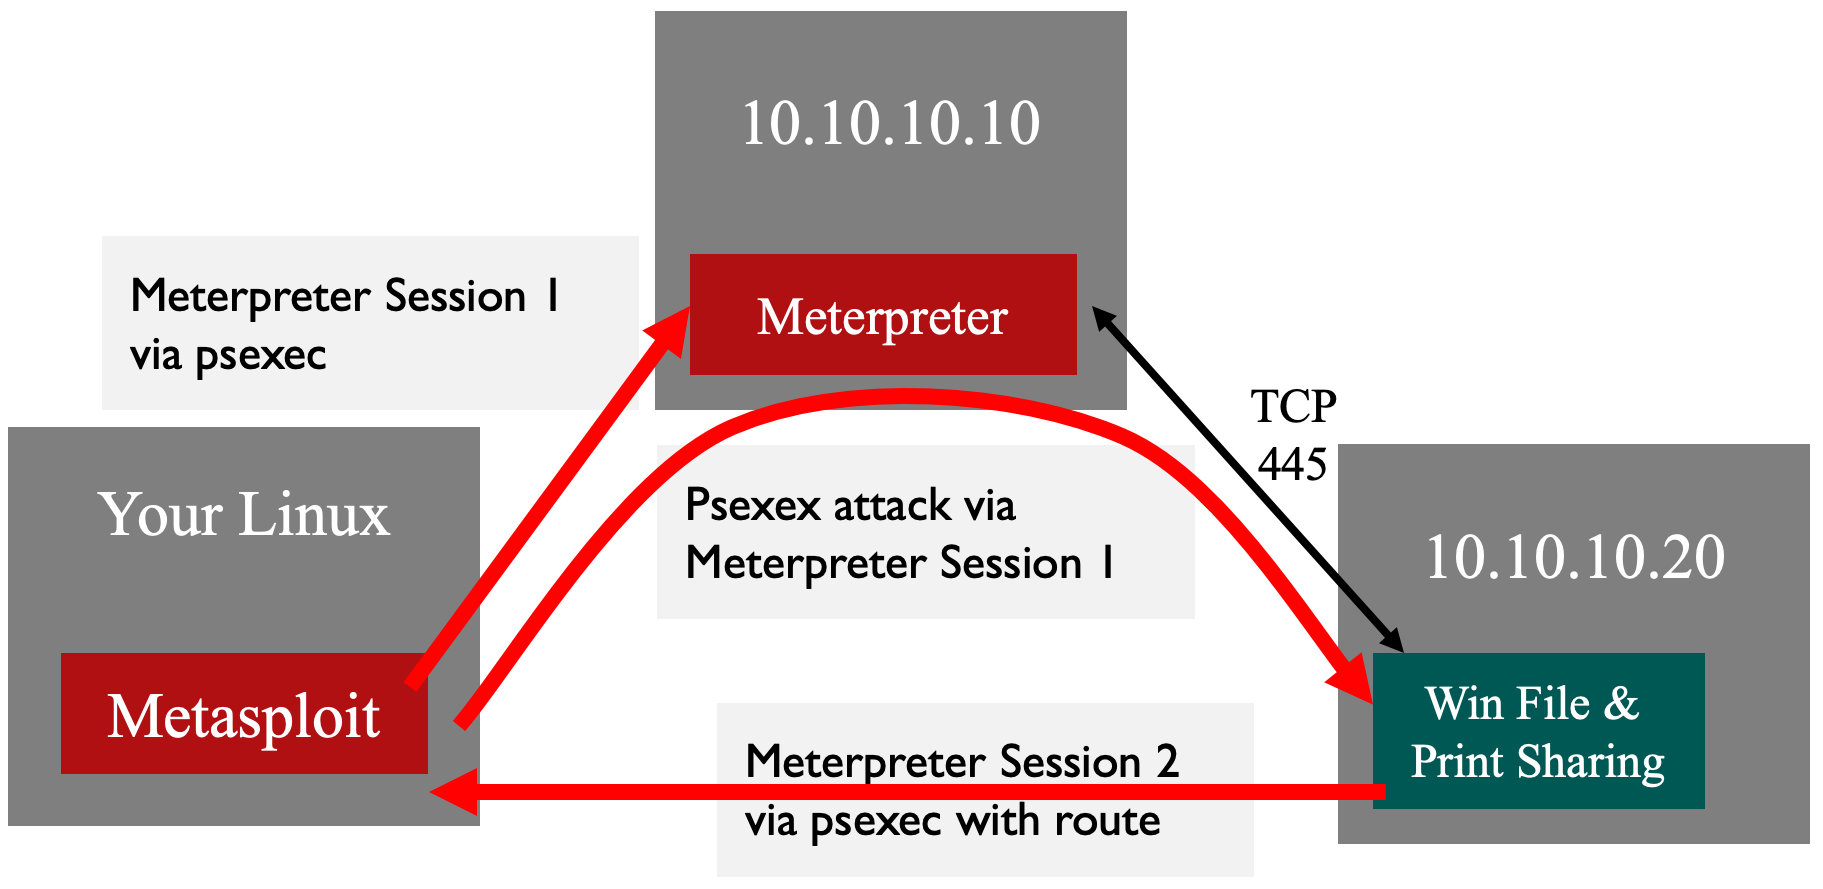 10.10.10.10
Meterpreter
Meterpreter Session 1
via psexec
TCP
445
Your Linux
Metasploit
Psexex attack via
Meterpreter Session 1
10.10.10.20
Win File &
Print Sharing
Meterpreter Session 2
via psexec with route